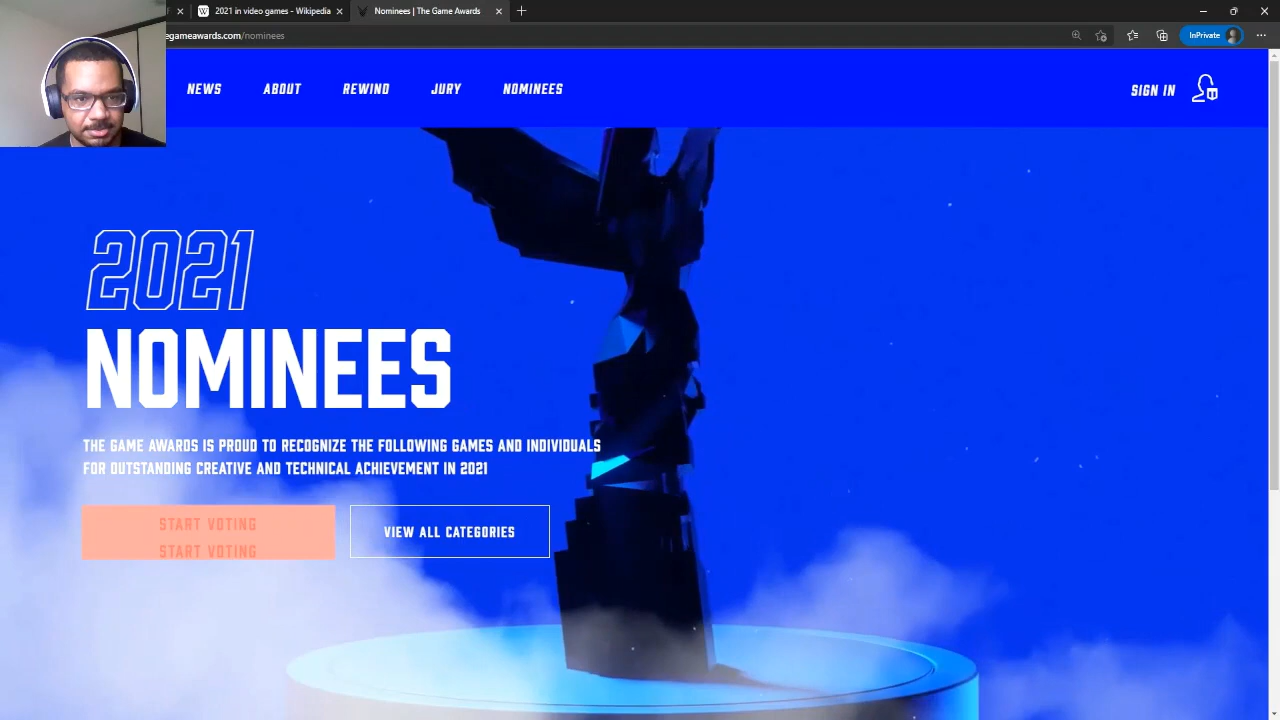 2021 in video games - Wikipedia
Nominees | The Game Awards
egameawards.com/nominees
InPrivate
NEWS
ABOUT
REWIND
JURY
NOMINEES
SIGN IN
2021
NOMINEES
THE GAME AWARDS IS PROUD TO RECOGNIZE THE FOLLOWING GAMES AND INDIVIDUALS
FOR OUTSTANDING CREATIVE AND TECHNICAL ACHIEVEMENT IN 2021
START VOTING
START VOTING
VIEW ALL CATEGORIES